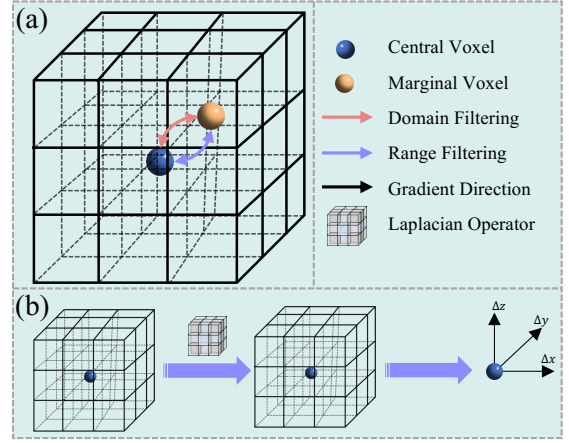 (a)
Central Voxel
Marginal Voxel
Domain Filtering
Range Filtering
Gradient Direction
Laplacian Operator
(b)
Δz
Δy
Δx